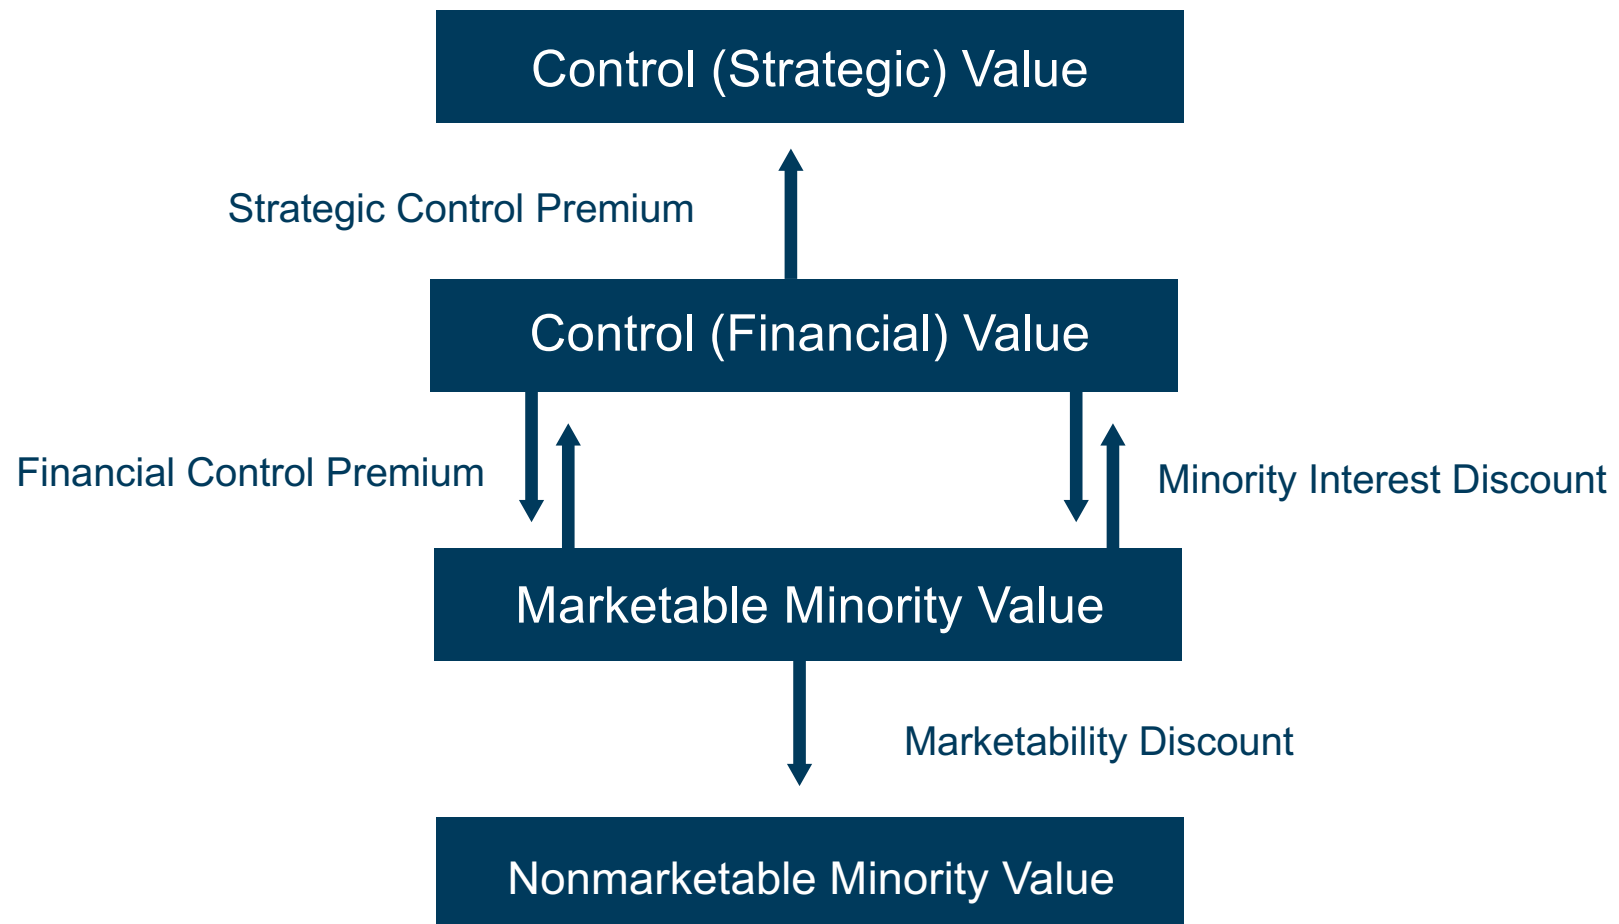 Control (Strategic) Value
Strategic Control Premium
Control (Financial) Value
Financial Control Premium
Minority Interest Discount
Marketable Minority Value
Marketability Discount
Nonmarketable Minority Value